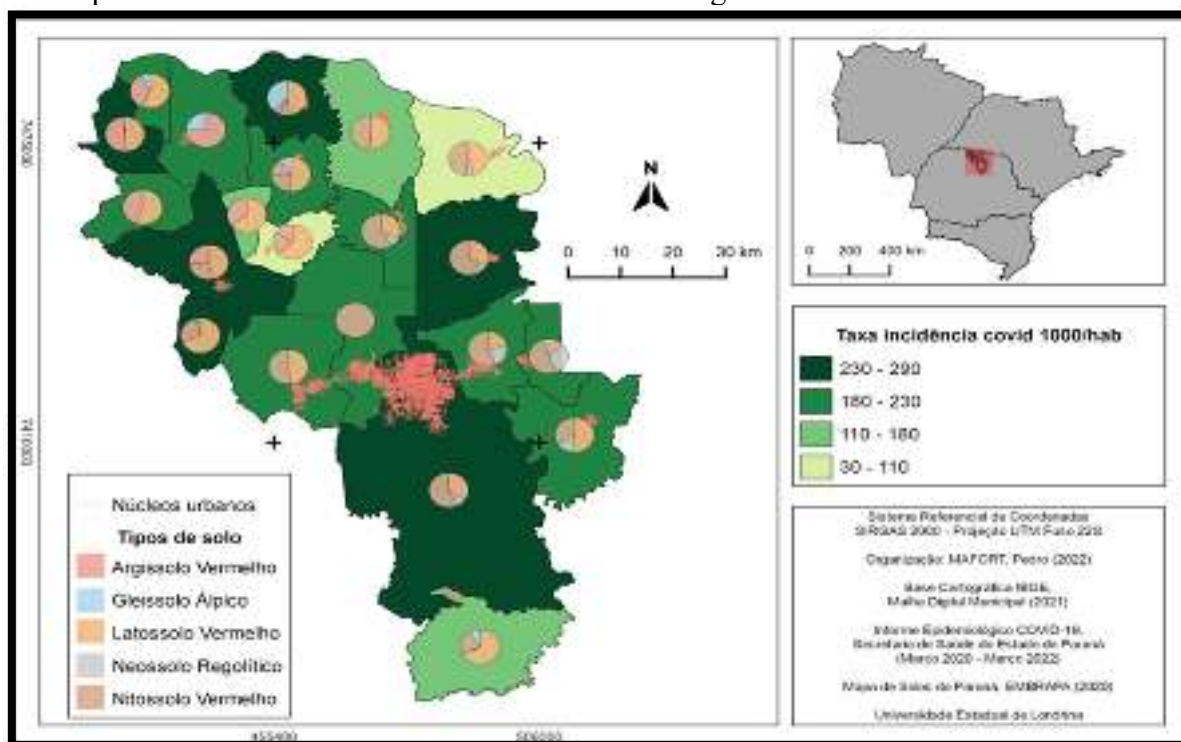 N
0 10 20 30 km
0 200 400 km
Taxa incidência covid 1000/hab
230 - 290
180 - 230
110 - 180
30 - 110
Núcleos urbanos
Tipos de solo
Argissolo Vermelho
Gleissolo Álpico
Latossolo Vermelho
Neossolo Regolítico
Nitossolo Vermelho
Sistema Referencial de Coordenadas
SIRGAS 2000 - Projeção UTM Fuso 22S
Organização: MAFORT, Pedro (2022)
Base Cartográfica IBGE,
Malha Digital Municipal (2021)
Informe Epidemiológico COVID-19,
Secretaria de Saúde do Estado do Paraná
(Marco 2020 - Marco 2022)
Mapa de Solos do Paraná, EMBRAPA (2020)
Universidade Estadual de Londrina
455400
506000